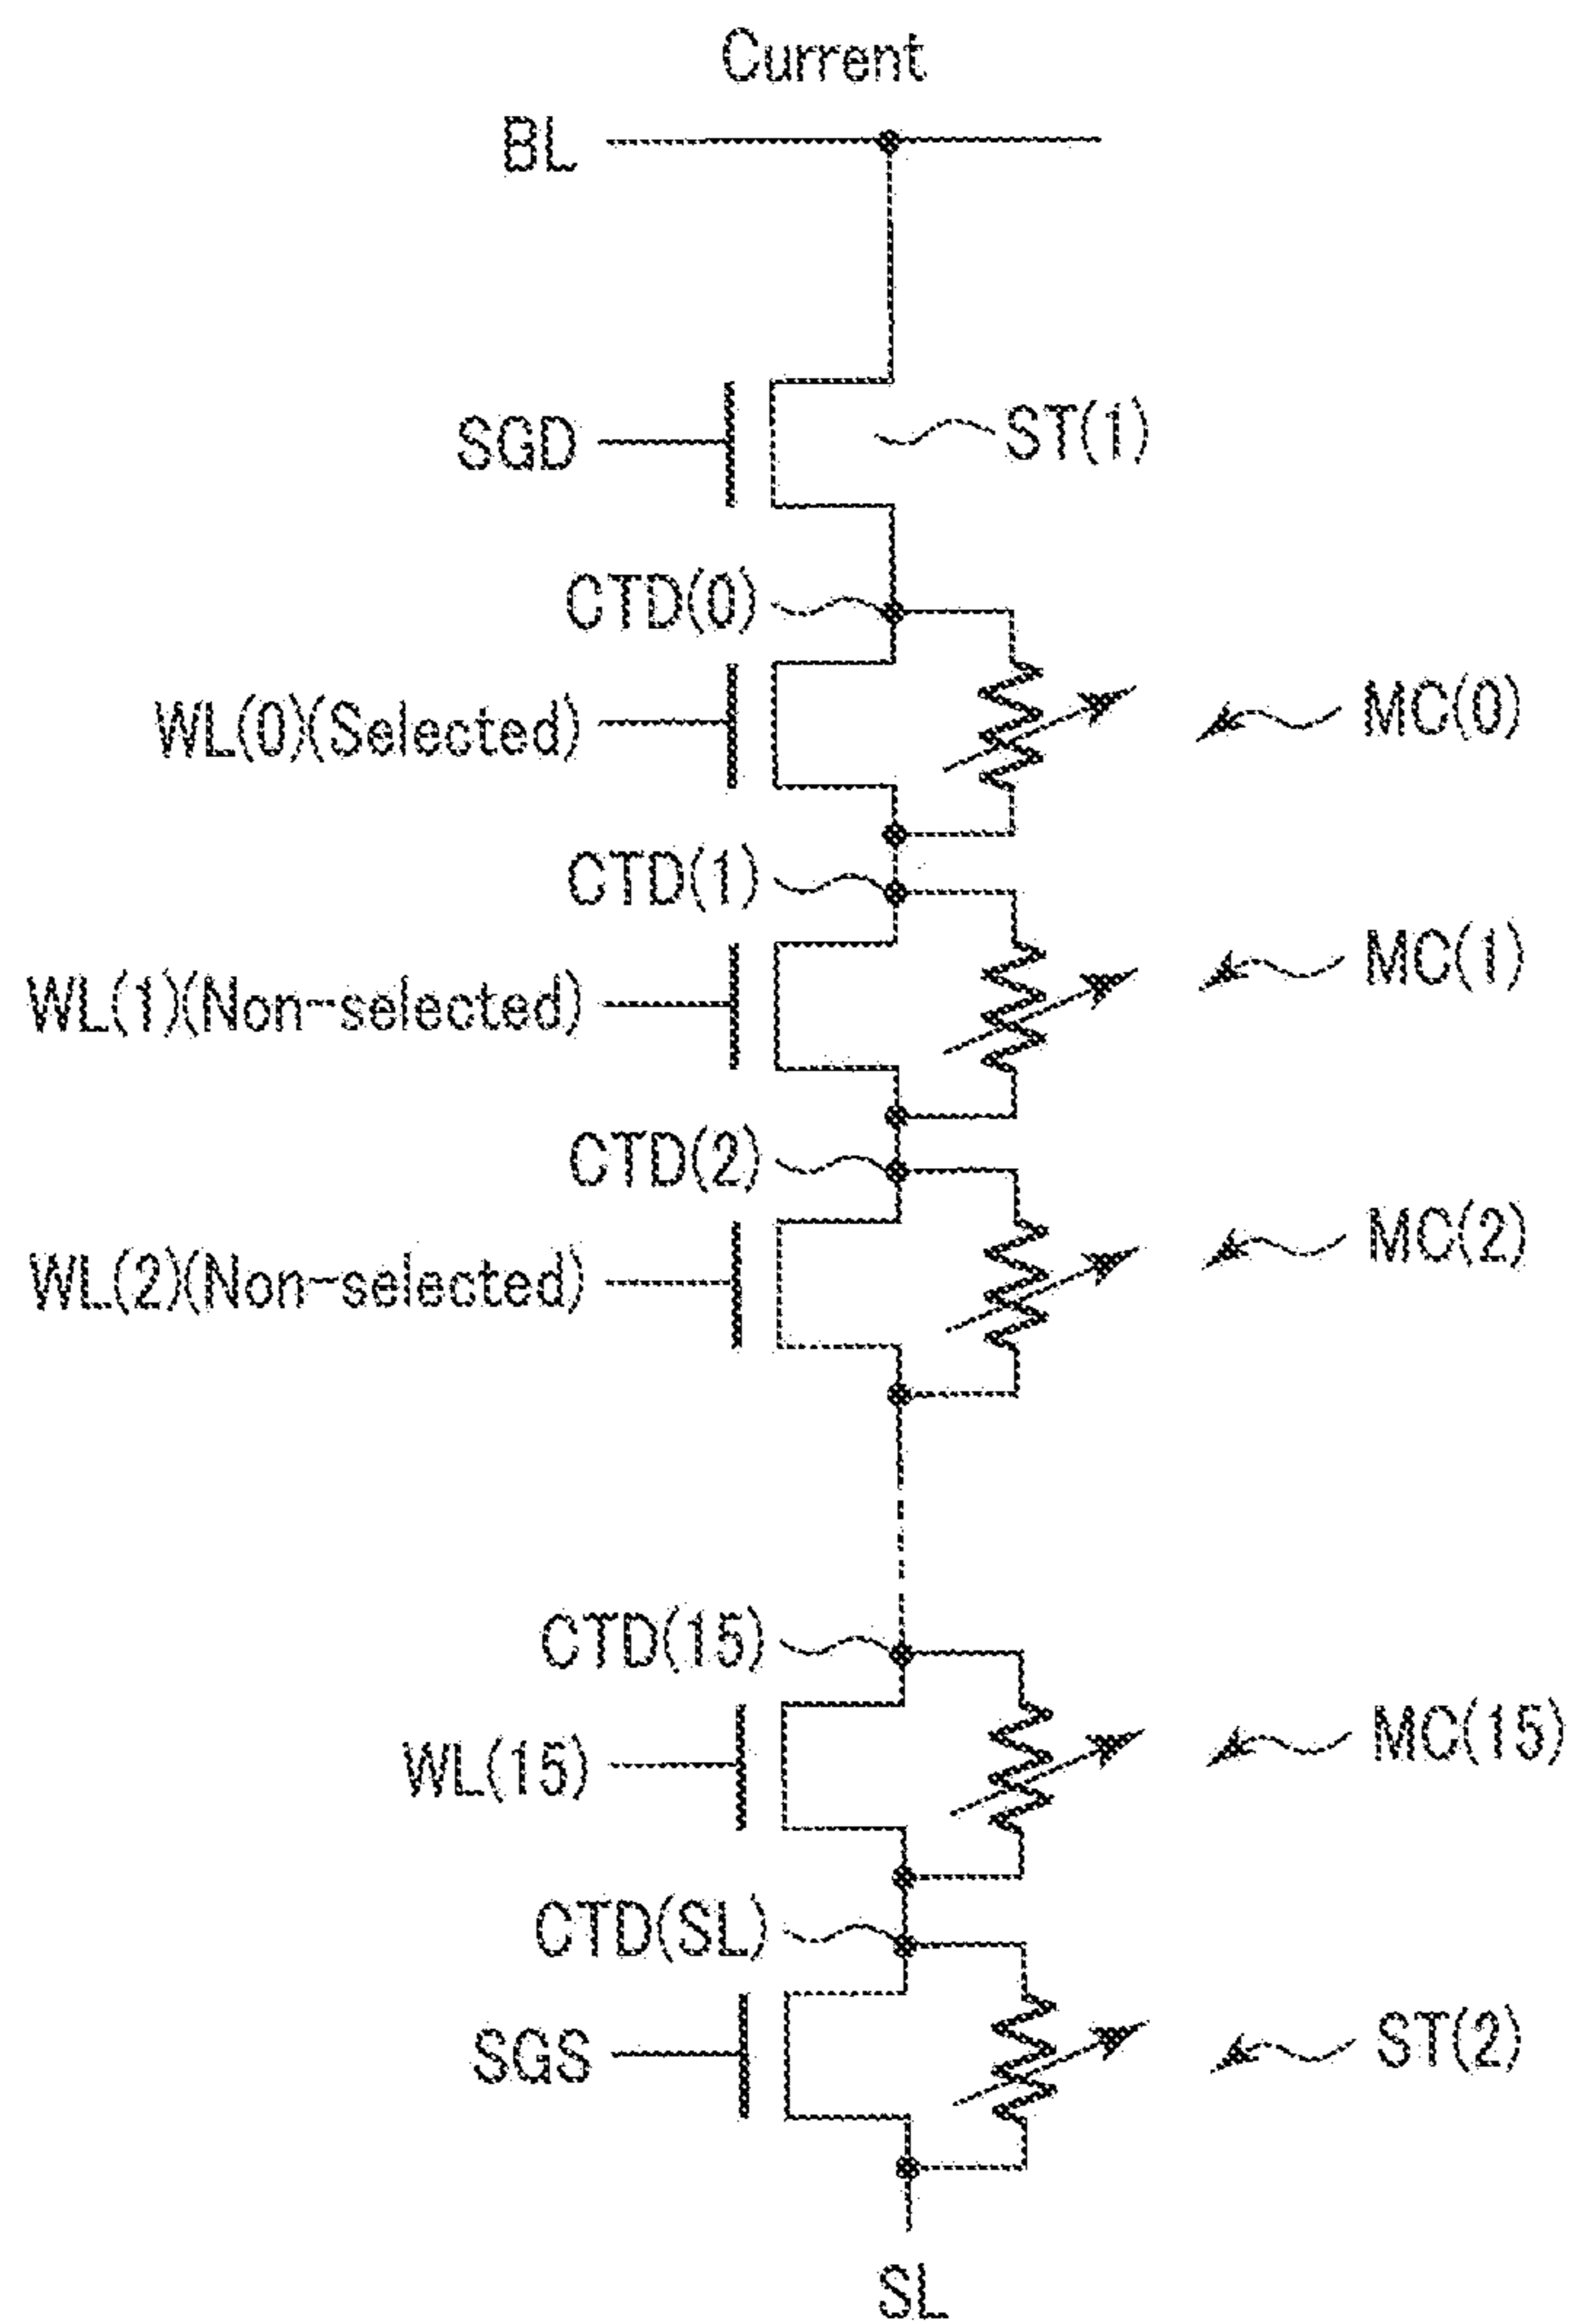 Current
BL
SGD
ST(1)
CTD(0)
WL(0)(Selected)
MC(0)
CTD(1)
WL(1)(Non-selected)
MC(1)
CTD(2)
WL(2)(Non-selected)
MC(2)
CTD(15)
WL(15)
MC(15)
CTD(SL)
SGS
ST(2)
SL